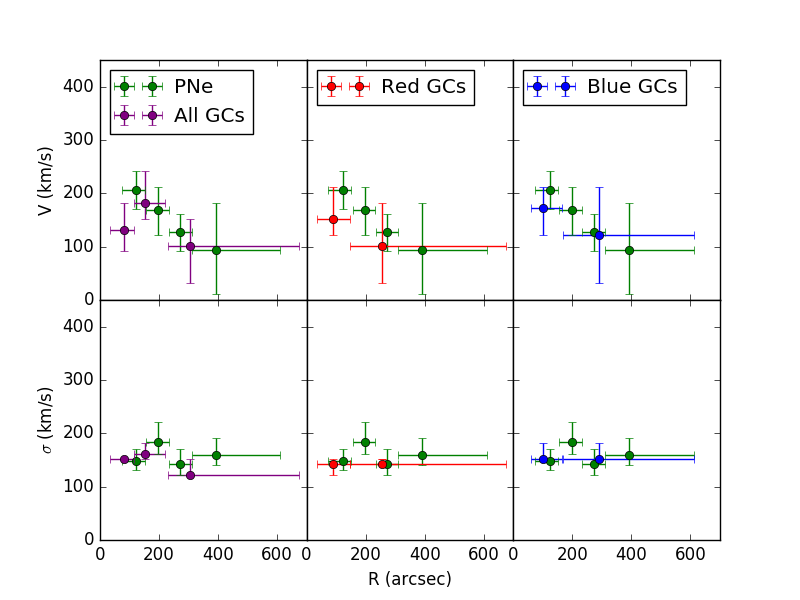 PNe
All GCs
Red GCs
Blue GCs
400
300
200
100
0
V (km/s)
400
300
200
100
0
σ (km/s)
0 200 400 600 0 200 400 600 0 200 400 600
R (arcsec)